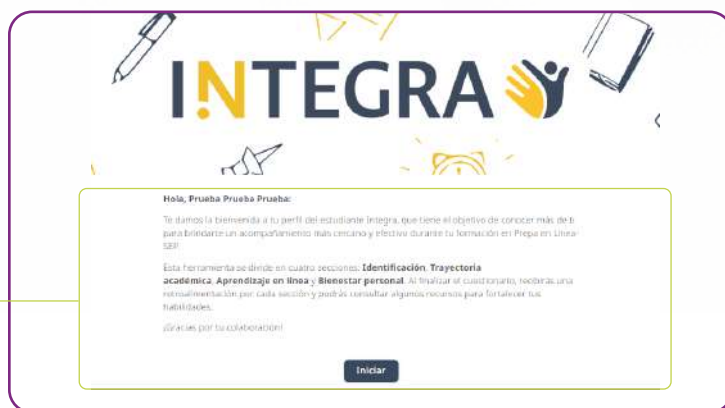 INTEGRA
Hola, Prueba Prueba Prueba:
Te damos la bienvenida a tu perfil del estudiante Integra, que tiene el objetivo de conocer más de ti
para brindarte un acompañamiento más cercano y efectivo durante tu formación en Prepa en Línea-
SEP.
Esta herramienta se divide en cuatro secciones: Identificación, Trayectoria
académica, Aprendizaje en línea y Bienestar personal. Al finalizar el cuestionario, recibirás una
retroalimentación por cada sección y podrás consultar algunos recursos para fortalecer tus
habilidades.
¡Gracias por tu colaboración!
Iniciar